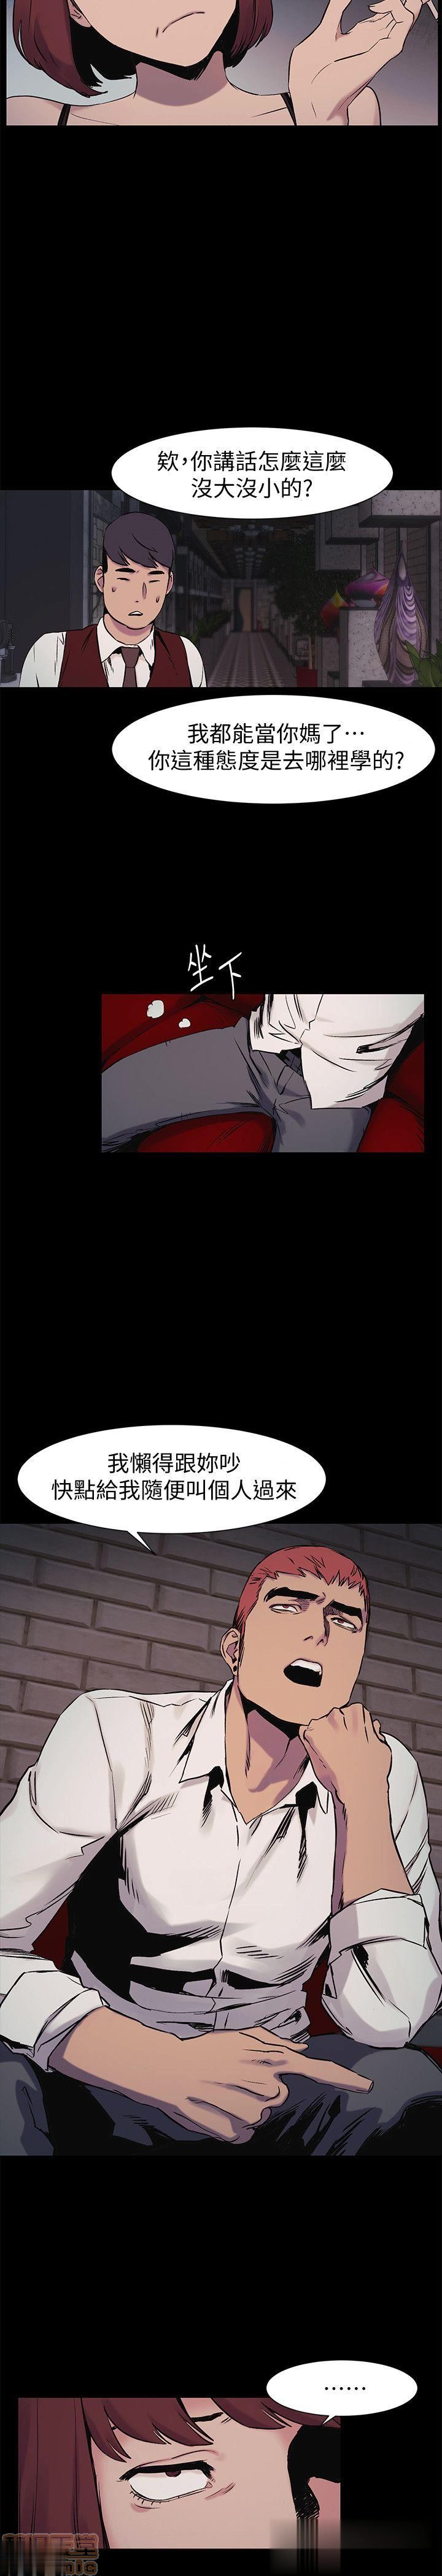 欸，你講話怎麼這麼
沒大沒小的？
我都能當你媽了⋯
你這種態度是去哪裡學的？
坐下
我懶得跟妳吵
快點給我隨便叫個人過來
⋯⋯